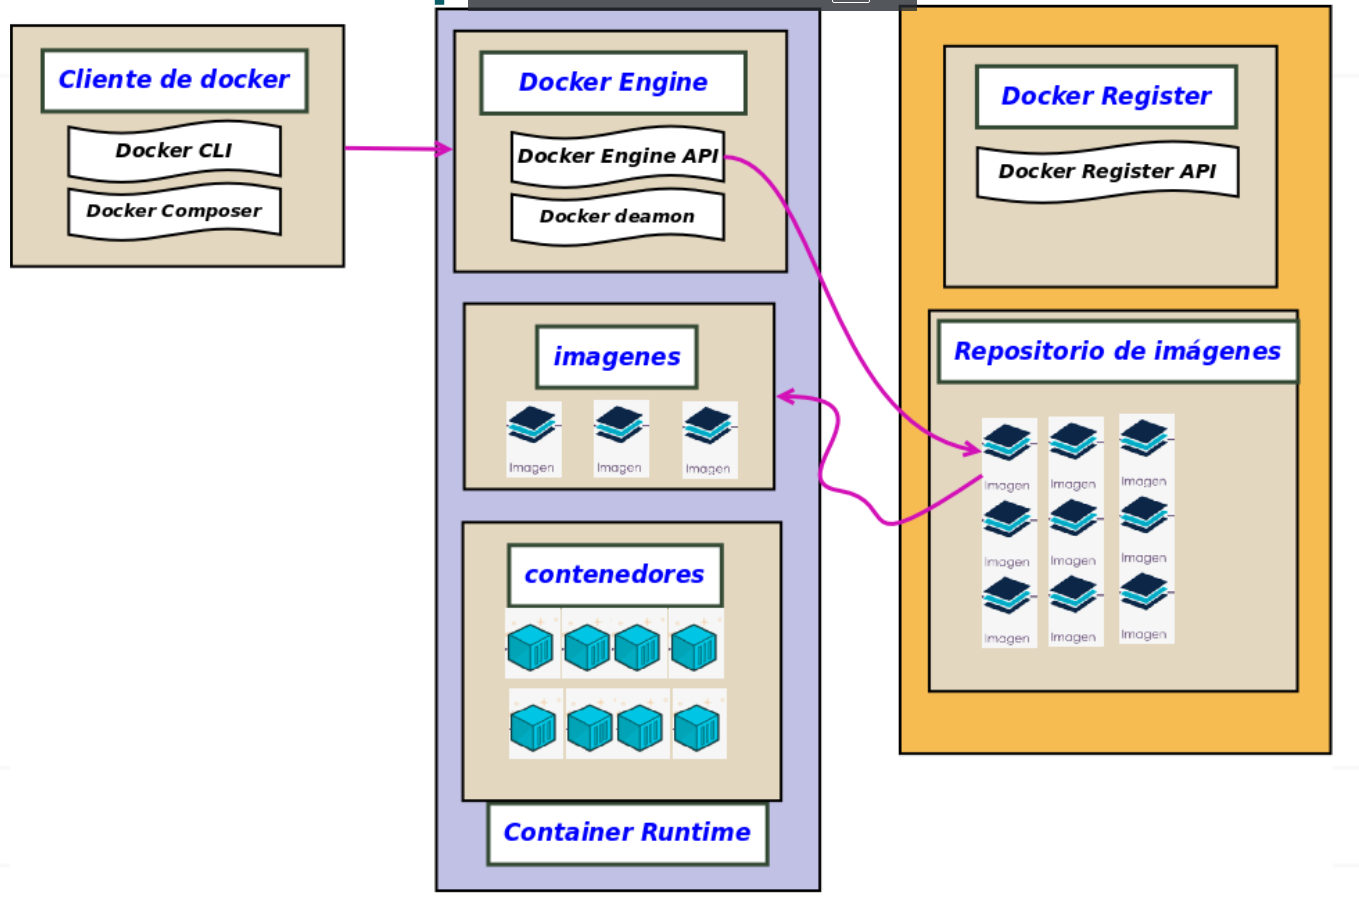 Cliente de docker
Docker CLI
Docker Composer
Docker Engine
Docker Engine API
Docker deamon
imagenes
Imagen
Imagen
Imagen
contenedores
Container Runtime
Docker Register
Docker Register API
Repositorio de imágenes
Imagen
Imagen
Imagen
Imagen
Imagen
Imagen
Imagen
Imagen
Imagen